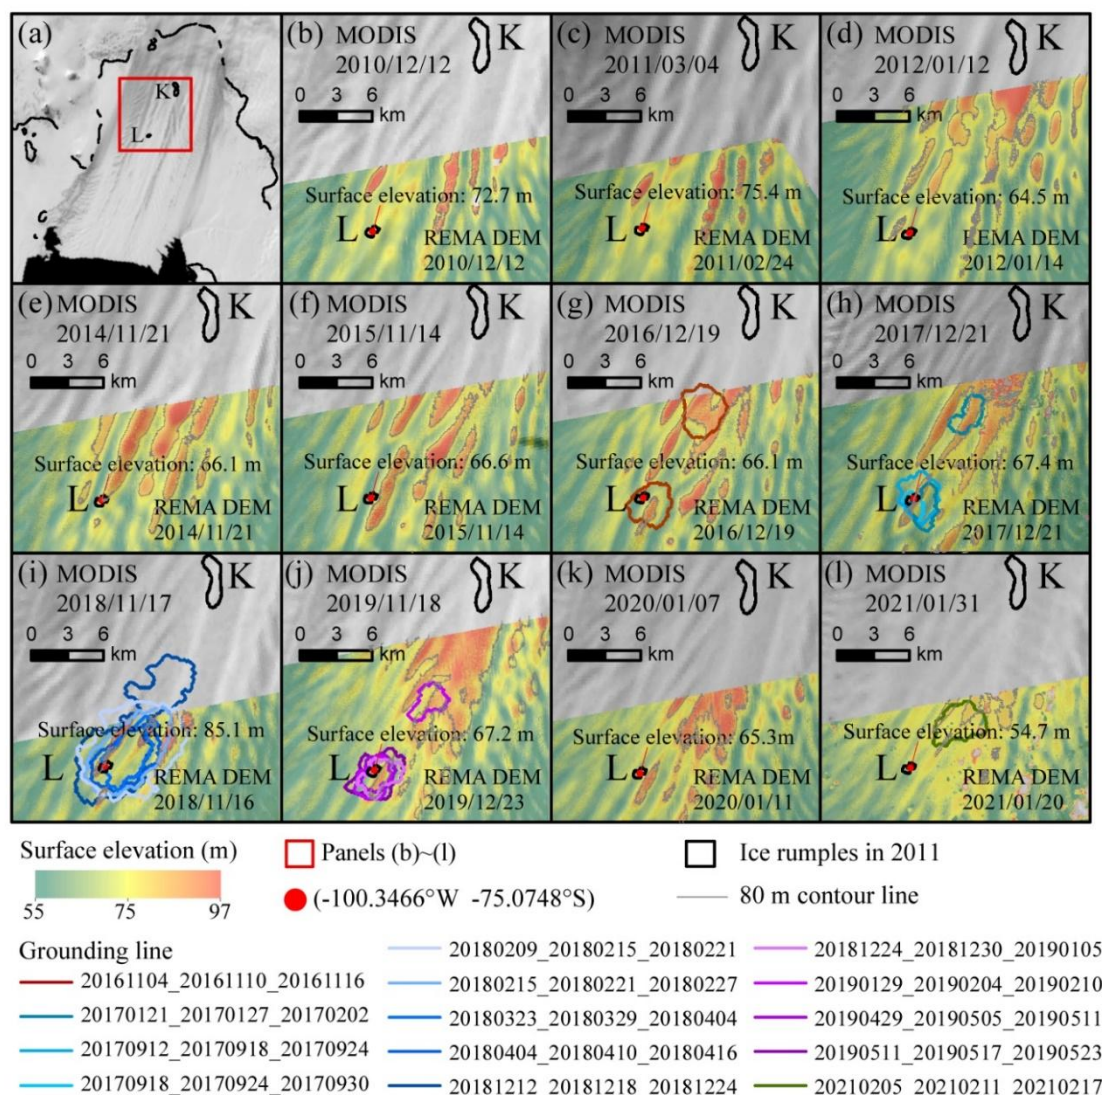 (a)
K
L
(b) MODIS
2010/12/12
K
0 3 6
km
Surface elevation: 72.7 m
L
REMA DEM
2010/12/12
(c) MODIS
2011/03/04
K
0 3 6
km
Surface elevation: 75.4 m
L
REMA DEM
2011/02/24
(d) MODIS
2012/01/12
K
0 3 6
km
Surface elevation: 64.5 m
L
REMA DEM
2012/01/14
(e) MODIS
2014/11/21
K
0 3 6
km
Surface elevation: 66.1 m
L
REMA DEM
2014/11/21
(f) MODIS
2015/11/14
K
0 3 6
km
Surface elevation: 66.6 m
L
REMA DEM
2015/11/14
(g) MODIS
2016/12/19
K
0 3 6
km
Surface elevation: 66.1 m
L
REMA DEM
2016/12/19
(h) MODIS
2017/12/21
K
0 3 6
km
Surface elevation: 67.4 m
L
REMA DEM
2017/12/21
(i) MODIS
2018/11/17
K
0 3 6
km
Surface elevation: 85.1 m
L
REMA DEM
2018/11/16
(j) MODIS
2019/11/18
K
0 3 6
km
Surface elevation: 67.2 m
L
REMA DEM
2019/12/23
(k) MODIS
2020/01/07
K
0 3 6
km
Surface elevation: 65.3m
L
REMA DEM
2020/01/11
(l) MODIS
2021/01/31
K
0 3 6
km
Surface elevation: 54.7 m
L
REMA DEM
2021/01/20
Surface elevation (m)
55 75 97
Panels (b)~(l)
Ice rumples in 2011
(-100.3466°W -75.0748°S)
80 m contour line
Grounding line
20161104_20161110_20161116
20170121_20170127_20170202
20170912_20170918_20170924
20170918_20170924_20170930
20180209_20180215_20180221
20180215_20180221_20180227
20180323_20180329_20180404
20180404_20180410_20180416
20181212_20181218_20181224
20181224_20181230_20190105
20190129_20190204_20190210
20190429_20190505_20190511
20190511_20190517_20190523
20210205_20210211_20210217